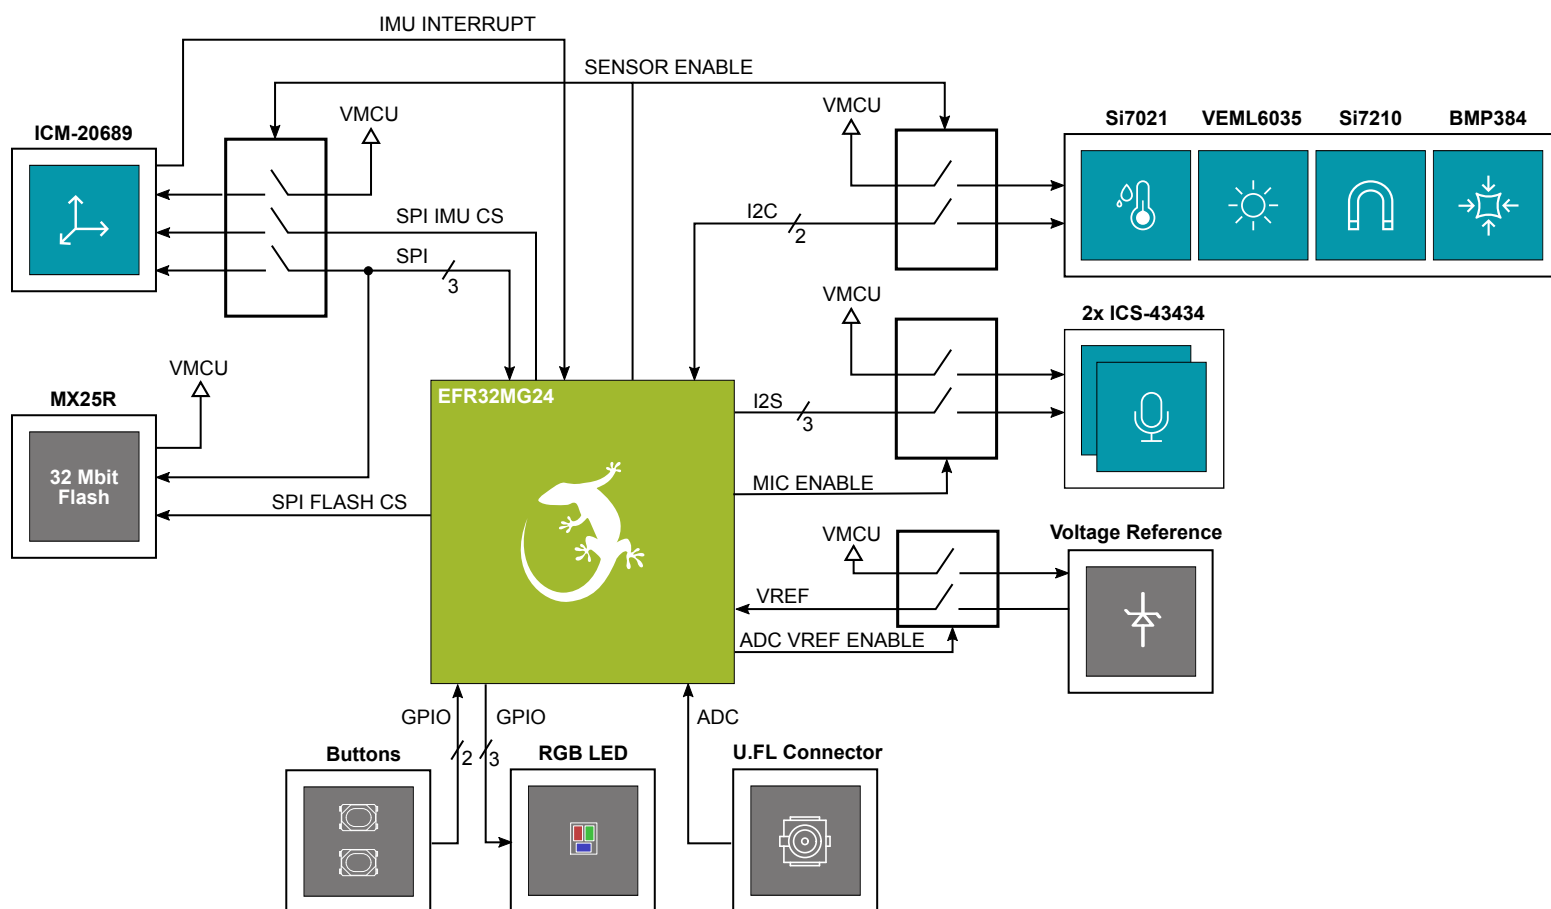 IMU INTERRUPT
SENSOR ENABLE
VMCU
VMCU
ICM-20689
Si7021
VEML6035
Si7210
BMP384
SPI IMU CS
I2C
2
SPI
3
VMCU
2x ICS-43434
VMCU
MX25R
EFR32MG24
I2S
3
32 Mbit
Flash
MIC ENABLE
SPI FLASH CS
VMCU
Voltage Reference
VREF
ADC VREF ENABLE
GPIO
GPIO
ADC
2
3
Buttons
RGB LED
U.FL Connector